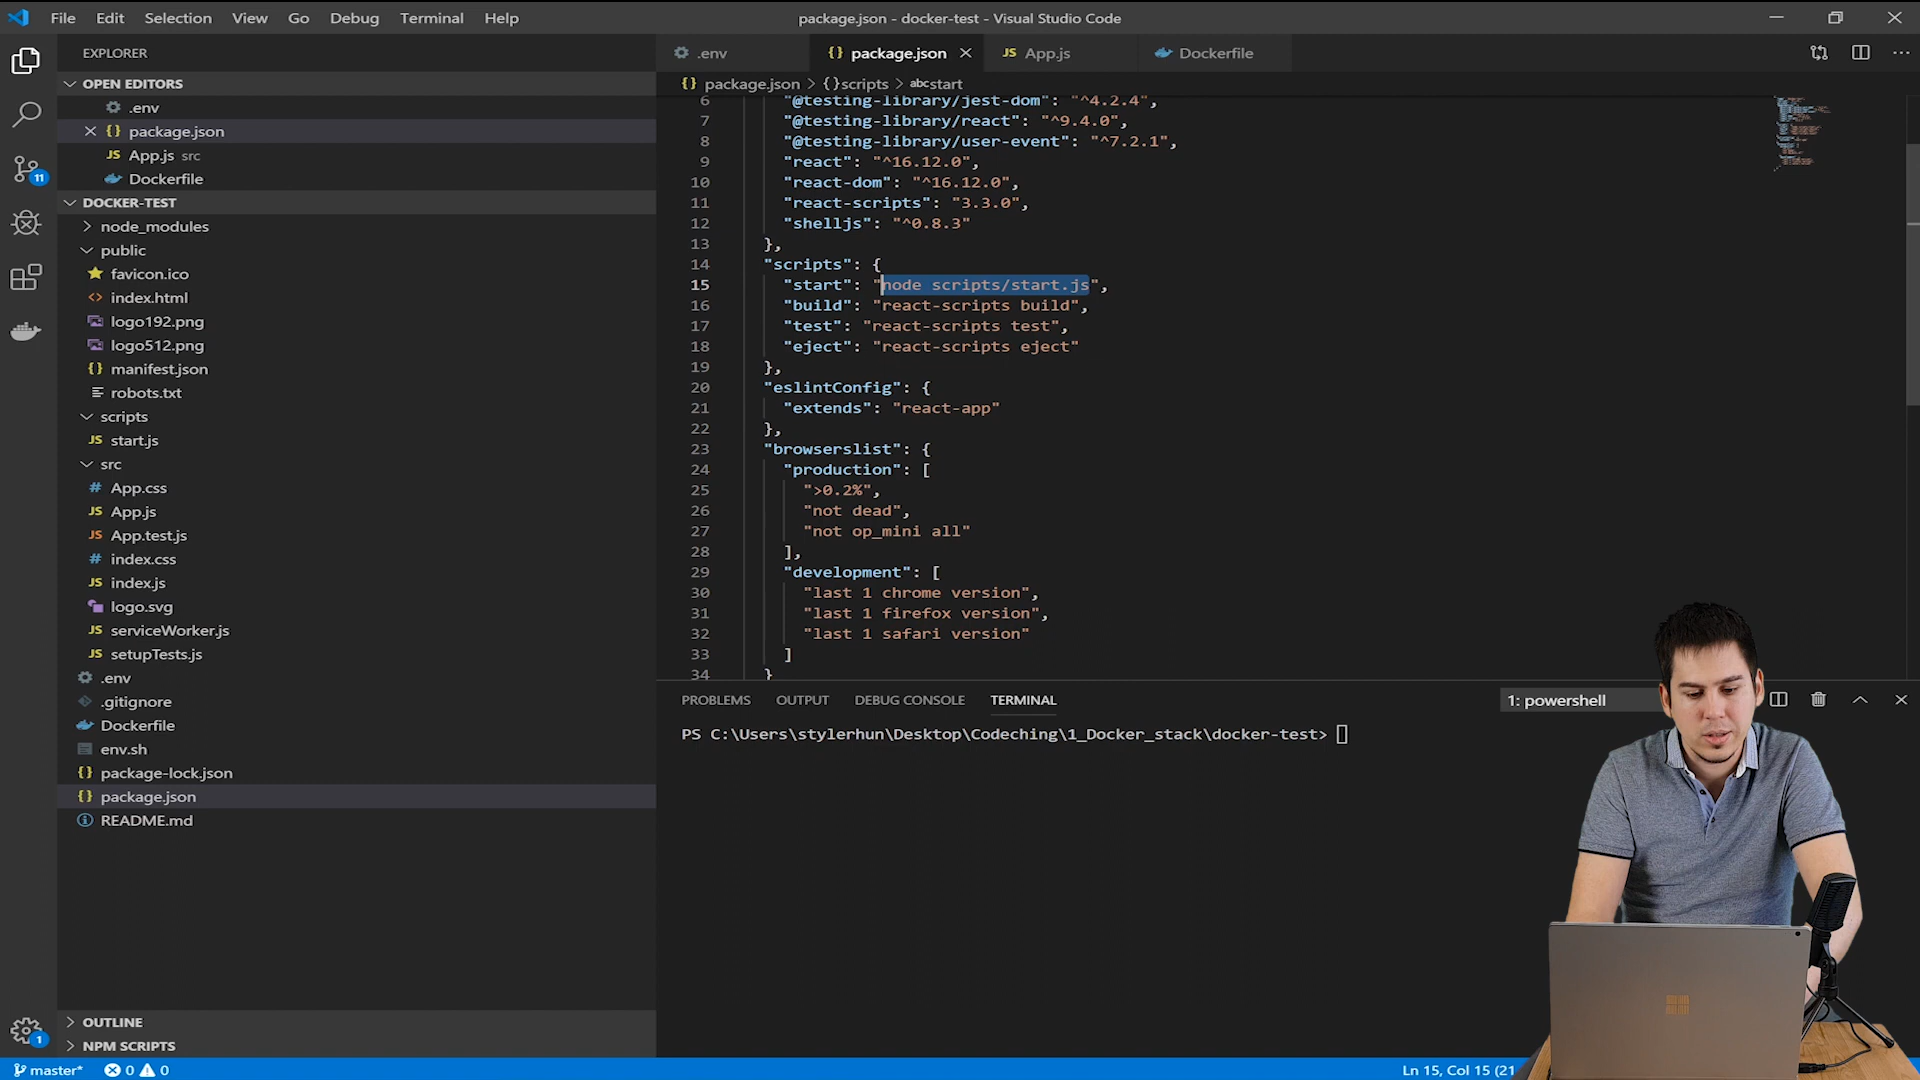 File Edit Selection View Go Debug Terminal Help
package.json - docker-test - Visual Studio Code
EXPLORER
OPEN EDITORS
.env
package.json
App.js src
Dockerfile
DOCKER-TEST
node_modules
public
favicon.ico
index.html
logo192.png
logo512.png
manifest.json
robots.txt
scripts
JS start.js
src
# App.css
JS App.js
JS App.test.js
# index.css
JS index.js
logo.svg
JS serviceWorker.js
JS setupTests.js
.env
.gitignore
Dockerfile
env.sh
{} package-lock.json
{} package.json
README.md
OUTLINE
NPM SCRIPTS
11
1
.env
{} package.json
JS App.js
Dockerfile
{} package.json > {} scripts > abc start
6 "@testing-library/jest-dom": "^4.2.4",
7 "@testing-library/react": "^9.4.0",
8 "@testing-library/user-event": "^7.2.1",
9 "react": "^16.12.0",
10 "react-dom": "^16.12.0",
11 "react-scripts": "3.3.0",
12 "shelljs": "^0.8.3"
13 },
14 "scripts": {
15 "start": "node scripts/start.js",
16 "build": "react-scripts build",
17 "test": "react-scripts test",
18 "eject": "react-scripts eject"
19 },
20 "eslintConfig": {
21 "extends": "react-app"
22 },
23 "browserslist": {
24 "production": [
25 ">0.2%",
26 "not dead",
27 "not op_mini all"
28 ],
29 "development": [
30 "last 1 chrome version",
31 "last 1 firefox version",
32 "last 1 safari version"
33 ]
34 }
PROBLEMS OUTPUT DEBUG CONSOLE TERMINAL
1: powershell
PS C:\Users\stylerhun\Desktop\Codeching\1_Docker_stack\docker-test>
master* 0 0
Ln 15, Col 15 (21